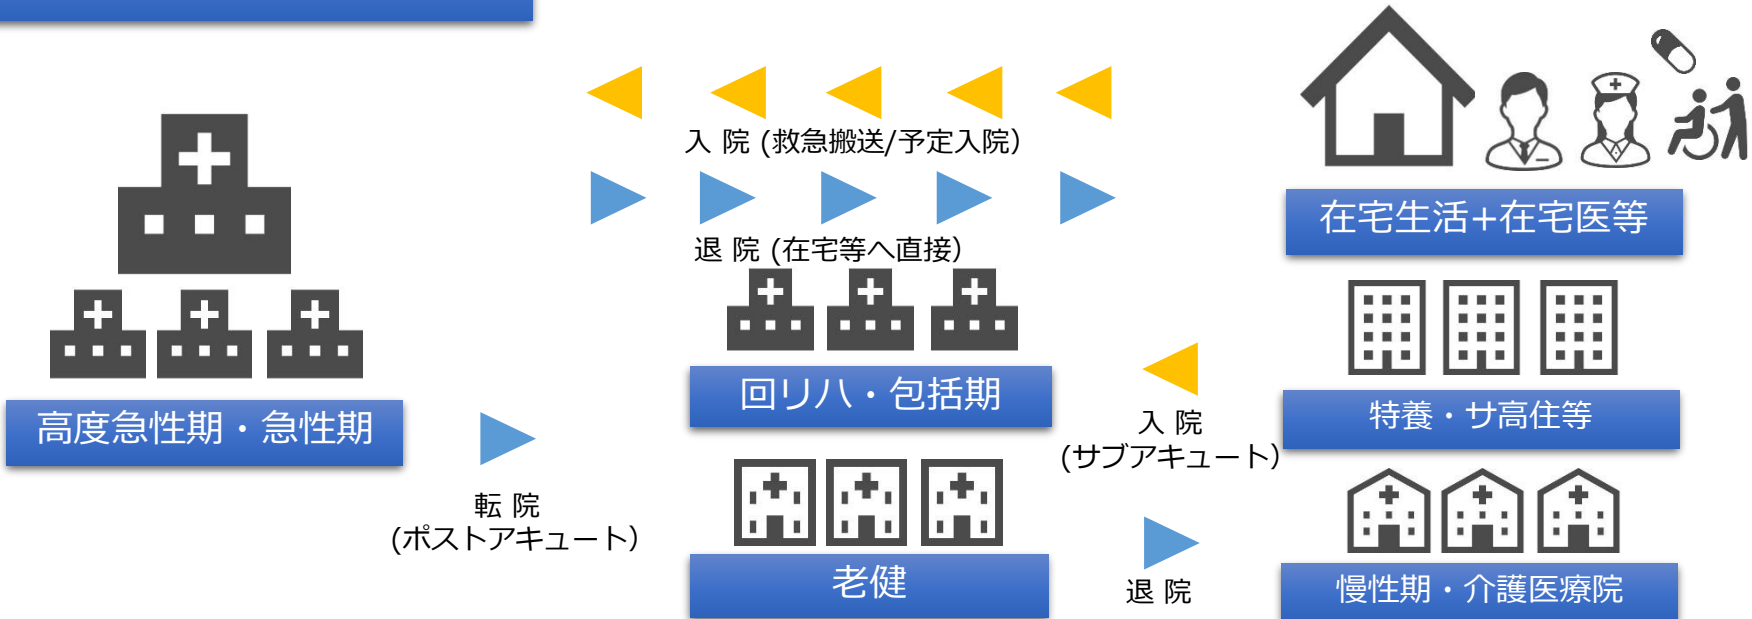 入 院 (救急搬送/予定入院)
退 院 (在宅等へ直接)
在宅生活+在宅医等
高度急性期・急性期
回リハ・包括期
特養・サ高住等
入 院
(サブアキュート)
転 院
(ポストアキュート)
老健
退 院
慢性期・介護医療院